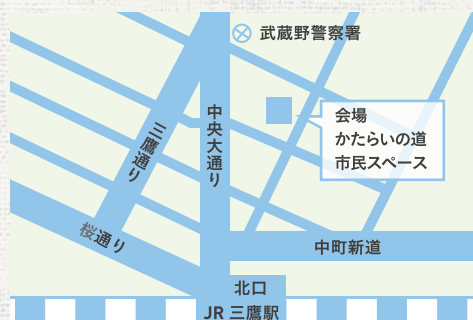 武蔵野警察署
会場
かたらいの道
市民スペース
中央大通り
三鷹通り
桜通り
中町新道
北口
JR 三鷹駅